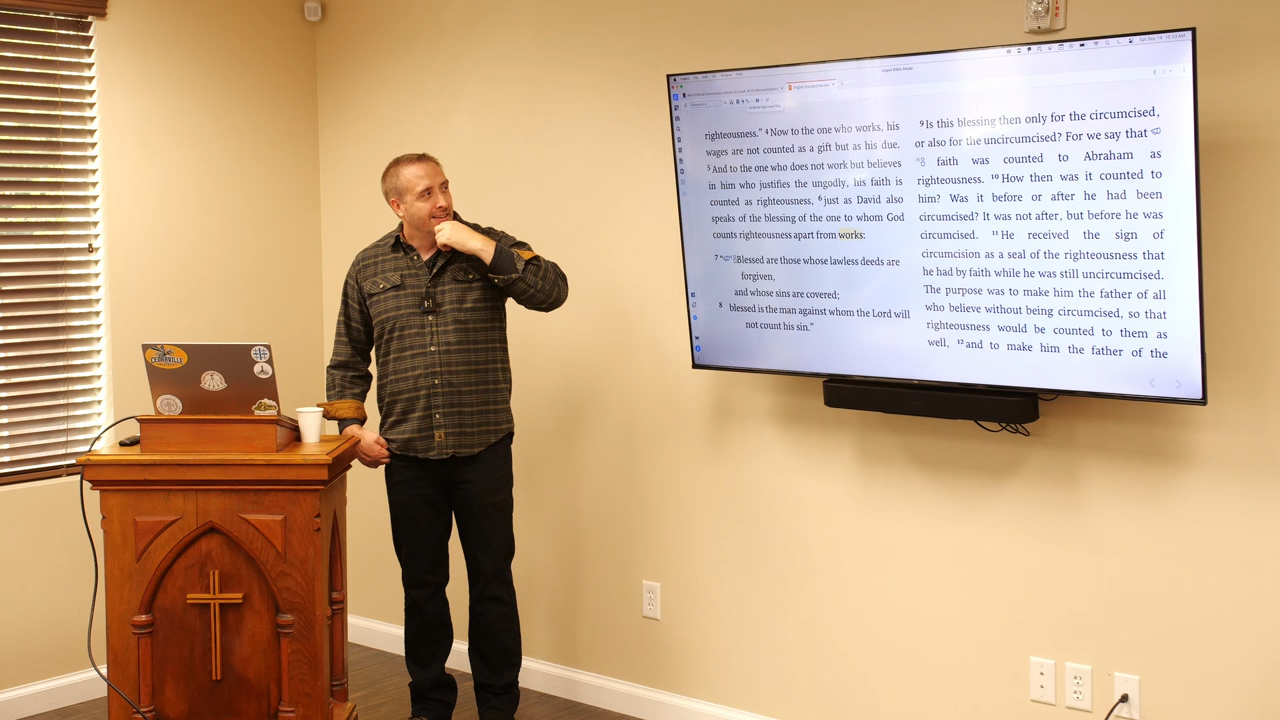 CEDARVILLE
FIRE
Logos Bible Study
Sat Sep 14 10:33 AM
righteousness.” 4 Now to the one who works, his
wages are not counted as a gift but as his due.
5 And to the one who does not work but believes
in him who justifies the ungodly, his faith is
counted as righteousness, 6 just as David also
speaks of the blessing of the one to whom God
counts righteousness apart from works:
7 “Blessed are those whose lawless deeds are
forgiven,
and whose sins are covered;
8 blessed is the man against whom the Lord will
not count his sin.”
9 Is this blessing then only for the circumcised,
or also for the uncircumcised? For we say that
faith was counted to Abraham as
righteousness. 10 How then was it counted to
him? Was it before or after he had been
circumcised? It was not after, but before he was
circumcised. 11 He received the sign of
circumcision as a seal of the righteousness that
he had by faith while he was still uncircumcised.
The purpose was to make him the father of all
who believe without being circumcised, so that
righteousness would be counted to them as
well, 12 and to make him the father of the